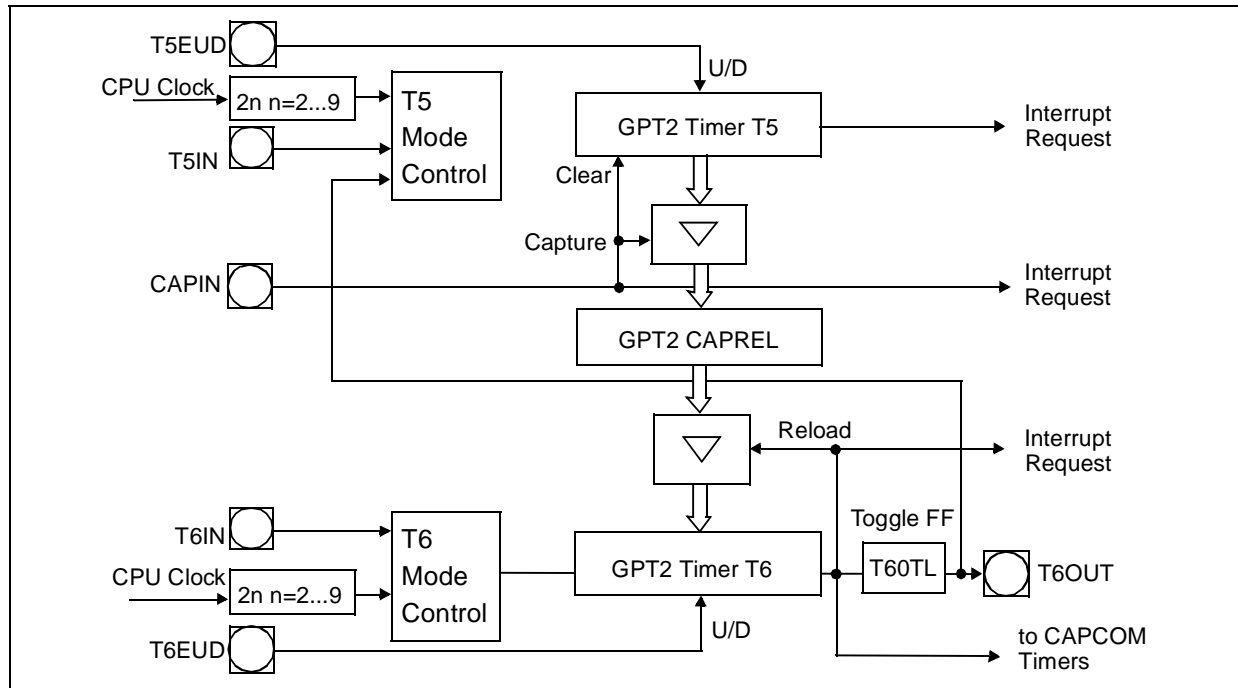 T5EUD
U/D
CPU Clock
2n n=2...9
T5
Mode
Control
GPT2 Timer T5
Interrupt
Request
T5IN
Clear
Capture
CAPIN
Interrupt
Request
GPT2 CAPREL
Reload
Interrupt
Request
T6IN
T6
Mode
Control
Toggle FF
GPT2 Timer T6
T60TL
T6OUT
CPU Clock
2n n=2...9
U/D
T6EUD
to CAPCOM
Timers